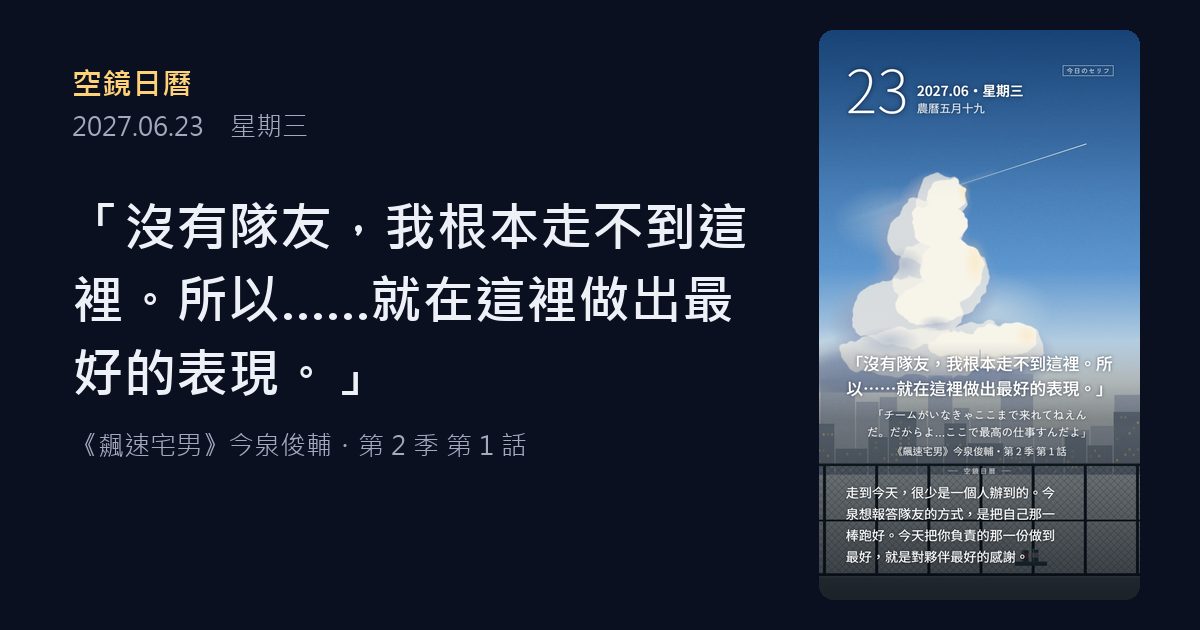 空鏡日曆
2027.06.23 星期三
「沒有隊友，我根本走不到這
裡。所以……就在這裡做出最
好的表現。」
《飆速宅男》今泉俊輔·第 2 季 第 1 話
今日のセリフ
23
2027.06·星期三
農曆五月十九
「沒有隊友，我根本走不到這裡。所
以……就在這裡做出最好的表現。」
「チームがいなきゃここまで来れてねえん
だ。だからよ…ここで最高の仕事すんだよ」
《飆速宅男》今泉俊輔·第 2 季 第 1 話
— 空鏡日曆 —
走到今天，很少是一個人辦到的。今
泉想報答隊友的方式，是把自己那一
棒跑好。今天把你負責的那一份做到
最好，就是對夥伴最好的感謝。